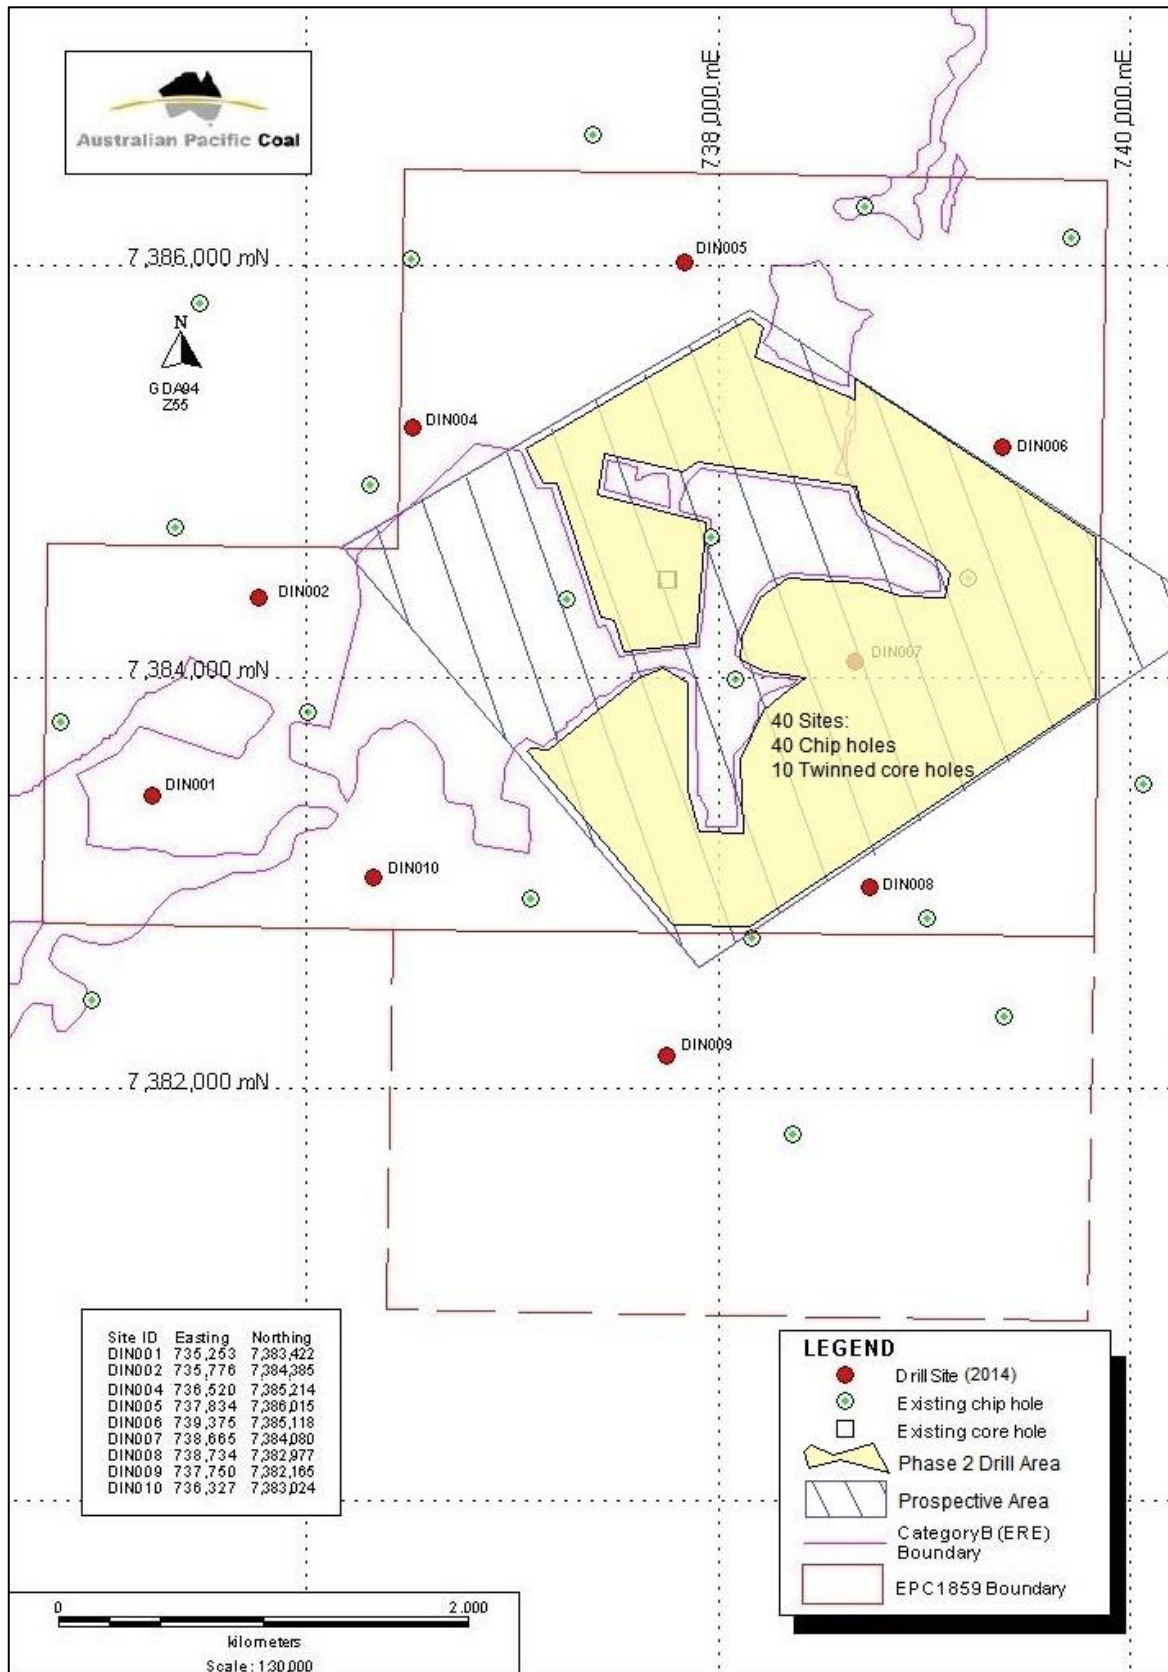 Australian Pacific Coal
738,000.mE
740,000.mE
7,386,000 mN
DIN005
N
GDA94
Z55
DIN004
DIN006
DIN002
DIN007
7,384,000 mN
40 Sites:
40 Chip holes
10 Twinned core holes
DIN001
DIN010
DIN008
DIN009
7,382,000 mN
Site ID Easting Northing
DIN001 735,253 7,383,422
DIN002 735,776 7,384,385
DIN004 736,520 7,385,214
DIN005 737,834 7,386,015
DIN006 739,375 7,385,118
DIN007 738,665 7,384,080
DIN008 738,734 7,382,977
DIN009 737,750 7,382,165
DIN010 736,327 7,383,024
LEGEND
Drill Site (2014)
Existing chip hole
Existing core hole
Phase 2 Drill Area
Prospective Area
Category B (ERE)
Boundary
EPC1859 Boundary
0 2.000
kilometers
Scale: 1:30,000